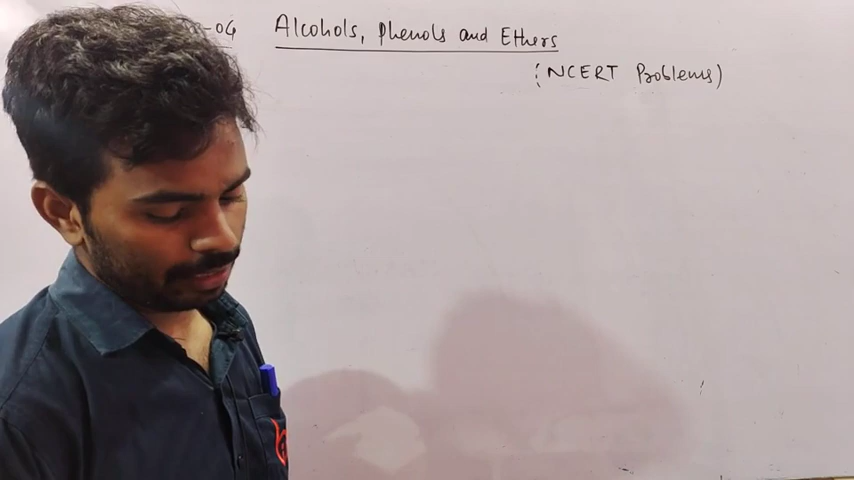 -04 Alcohols, Phenols and Ethers
(NCERT Problems)